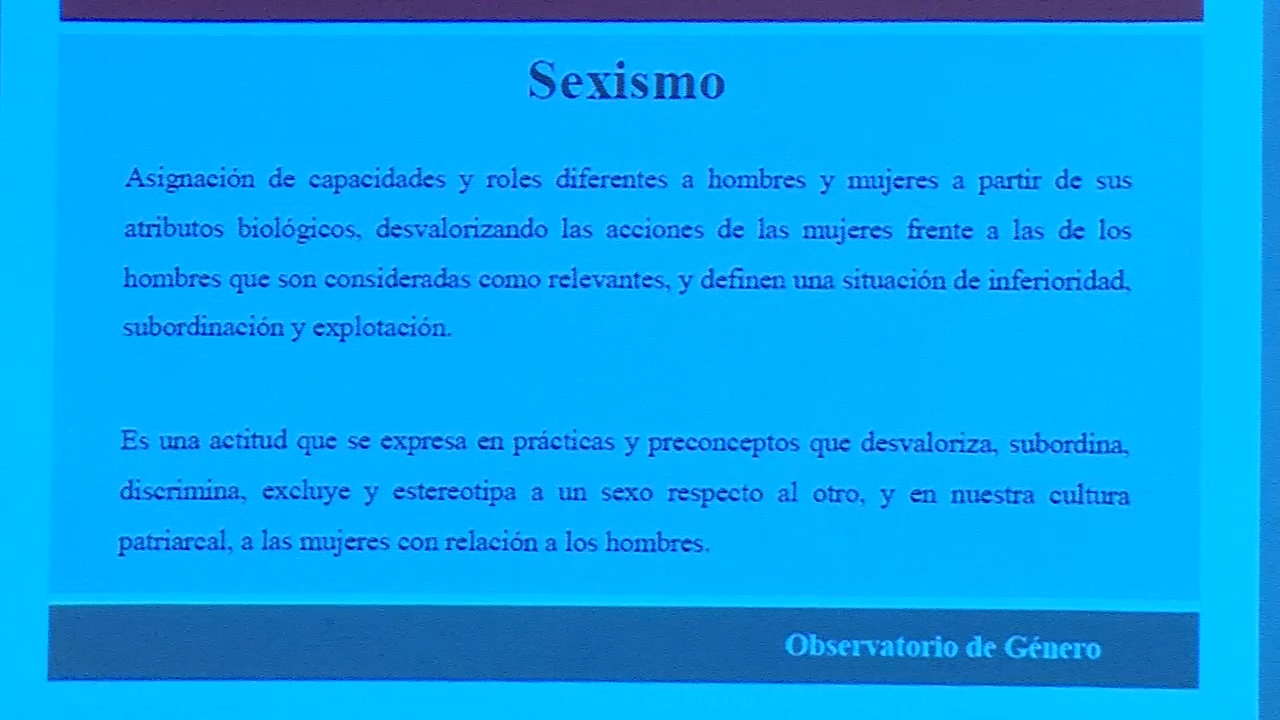 Sexismo
Asignación de capacidades y roles diferentes a hombres y mujeres a partir de sus
atributos biológicos, desvalorizando las acciones de las mujeres frente a las de los
hombres que son consideradas como relevantes, y definen una situación de inferioridad,
subordinación y explotación.
Es una actitud que se expresa en prácticas y preconceptos que desvaloriza, subordina,
discrimina, excluye y estereotipa a un sexo respecto al otro, y en nuestra cultura
patriarcal, a las mujeres con relación a los hombres.
Observatorio de Género